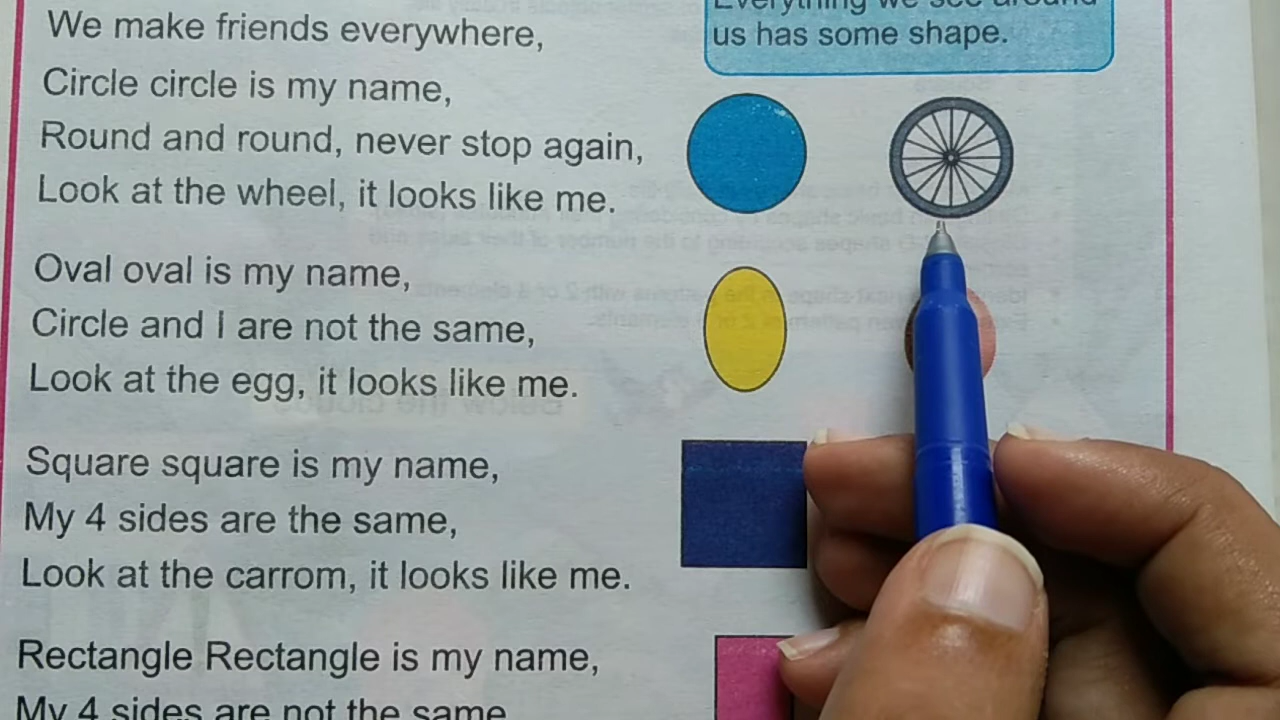 We make friends everywhere,
Everything we see around
us has some shape.
Circle circle is my name,
Round and round, never stop again,
Look at the wheel, it looks like me.
Oval oval is my name,
Circle and I are not the same,
Look at the egg, it looks like me.
Square square is my name,
My 4 sides are the same,
Look at the carrom, it looks like me.
Rectangle Rectangle is my name,
My 4 sides are not the same